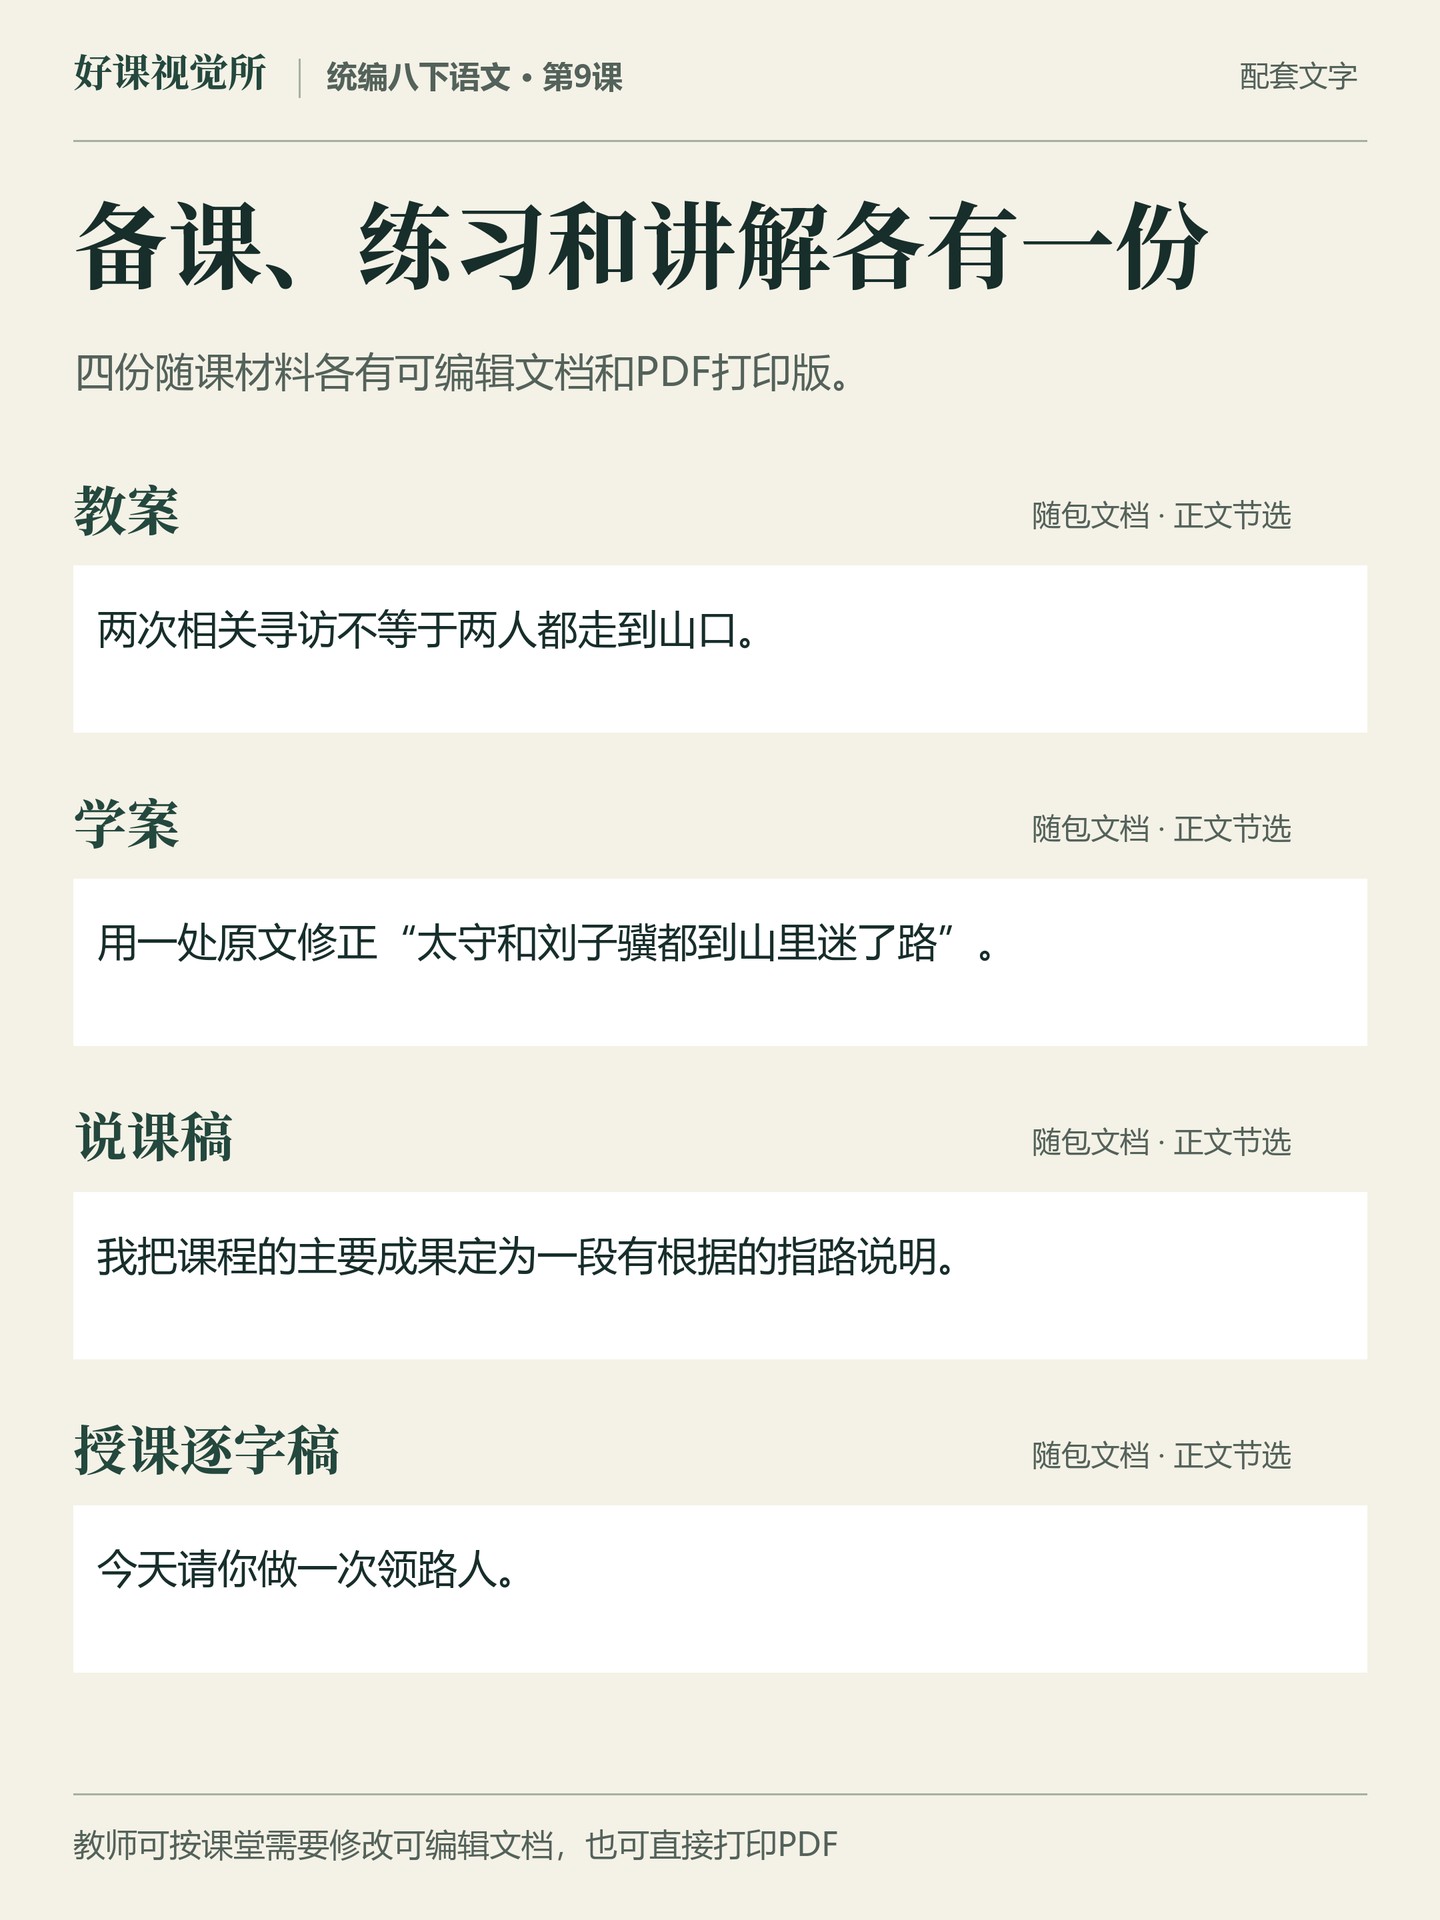 好课视觉所 | 统编八下语文·第9课 配套文字
备课、练习和讲解各有一份
四份随课材料各有可编辑文档和PDF打印版。
教案 随包文档·正文节选
两次相关寻访不等于两人都走到山口。
学案 随包文档·正文节选
用一处原文修正“太守和刘子骥都到山里迷了路”。
说课稿 随包文档·正文节选
我把课程的主要成果定为一段有根据的指路说明。
授课逐字稿 随包文档·正文节选
今天请你做一次领路人。
教师可按课堂需要修改可编辑文档，也可直接打印PDF